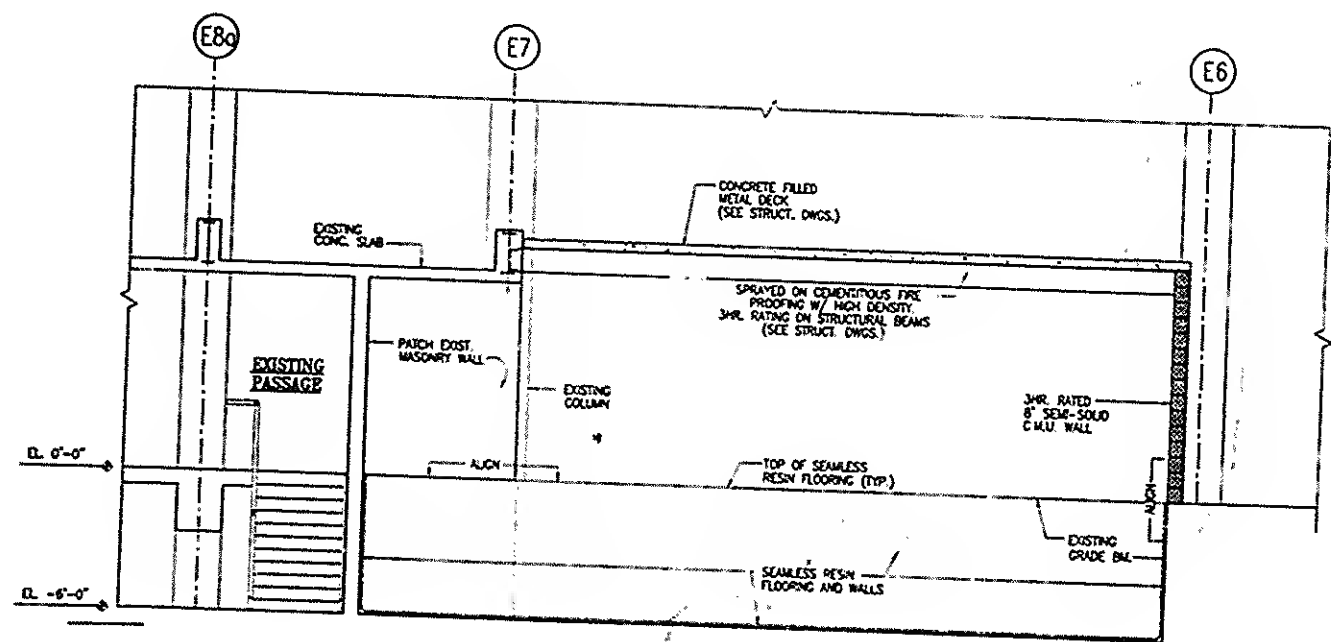 E8a
E7
E6
CONCRETE FILLED
METAL DECK
(SEE STRUCT. DWGS.)
EXISTING
CONC. SLAB
SPRAYED ON CEMENTITIOUS FIRE
PROOFING W/ HIGH DENSITY.
3HR. RATING ON STRUCTURAL BEAMS
(SEE STRUCT. DWGS.)
PATCH EXIST.
MASONRY WALL
EXISTING
PASSAGE
EXISTING
COLUMN
3HR. RATED
8" SEMI-SOLID
C.M.U. WALL
EL. 0'-0"
ALIGN
TOP OF SEAMLESS
RESIN FLOORING (TYP.)
ALIGN
EXISTING
GRADE BM.
SEAMLESS RESIN
FLOORING AND WALLS
EL. -6'-0"